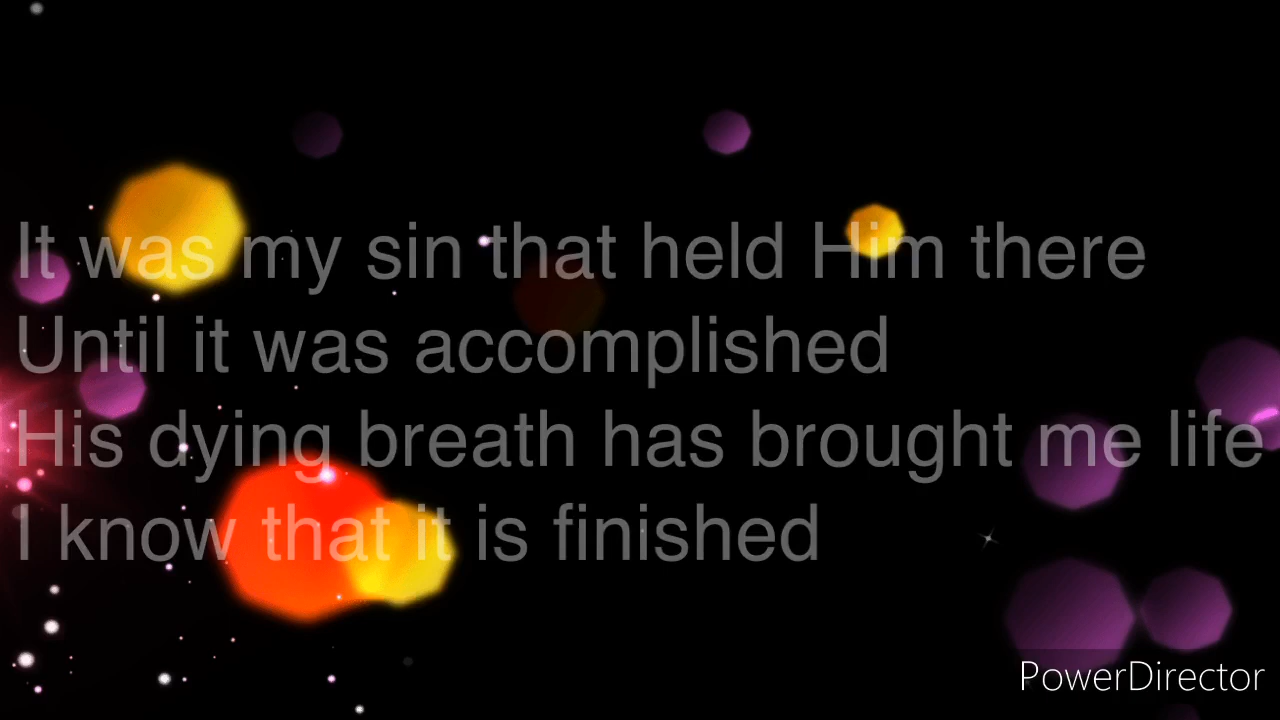 It was my sin that held Him there
Until it was accomplished
His dying breath has brought me life
I know that it is finished
PowerDirector